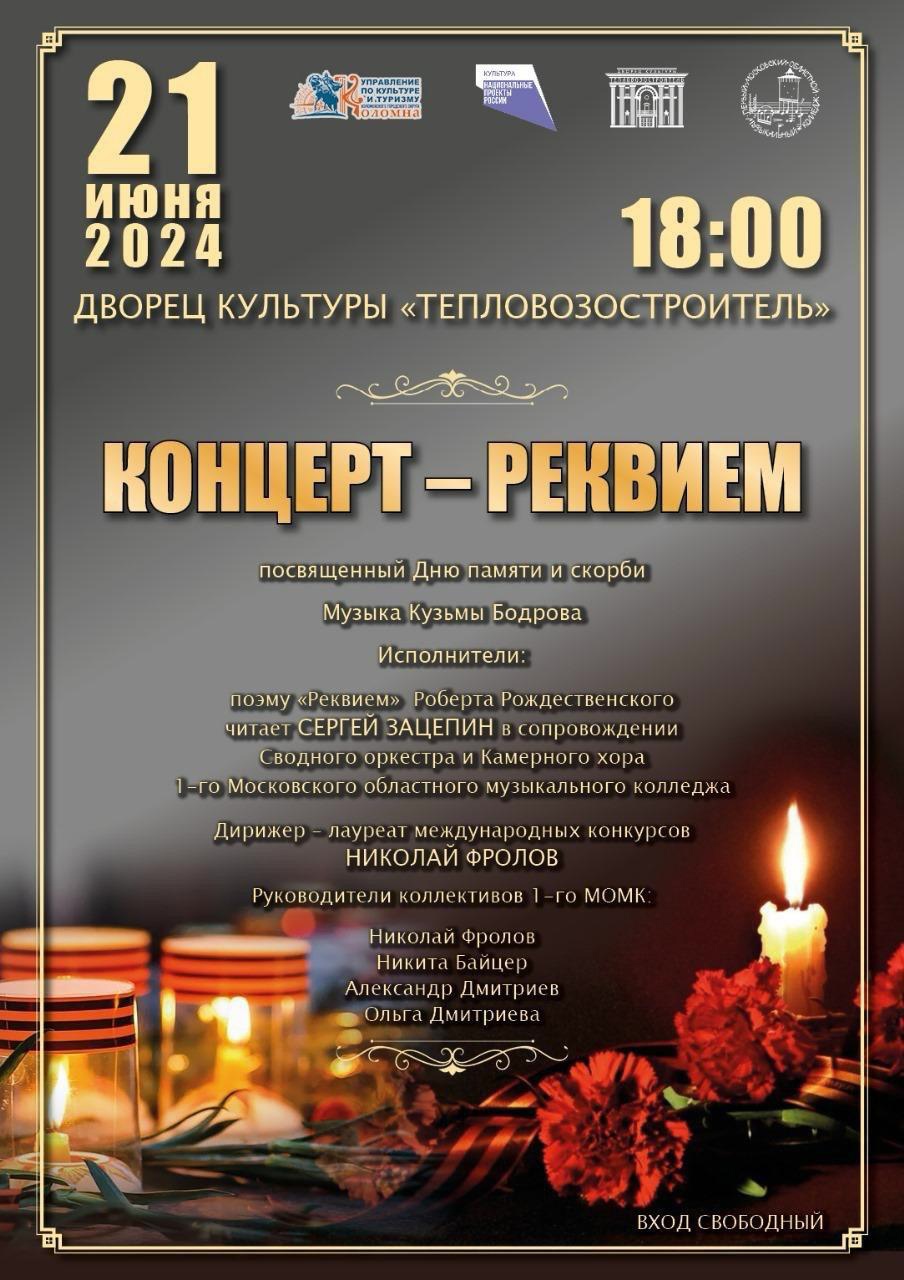 21
ИЮНЯ
2024
УПРАВЛЕНИЕ
ПО КУЛЬТУРЕ
И ТУРИЗМУ
КОЛОМЕНСКОГО ГОРОДСКОГО ОКРУГА
Коломна
КУЛЬТУРА
НАЦИОНАЛЬНЫЕ
ПРОЕКТЫ
РОССИИ
ДВОРЕЦ КУЛЬТУРЫ
ТЕПЛОВОЗОСТРОИТЕЛЬ
ПЕРВЫЙ МОСКОВСКИЙ ОБЛАСТНОЙ МУЗЫКАЛЬНЫЙ КОЛЛЕДЖ
18:00
ДВОРЕЦ КУЛЬТУРЫ «ТЕПЛОВОЗОСТРОИТЕЛЬ»
КОНЦЕРТ – РЕКВИЕМ
посвященный Дню памяти и скорби
Музыка Кузьмы Бодрова
Исполнители:
поэму «Реквием» Роберта Рождественского
читает СЕРГЕЙ ЗАЦЕПИН в сопровождении
Сводного оркестра и Камерного хора
1-го Московского областного музыкального колледжа
Дирижер – лауреат международных конкурсов
НИКОЛАЙ ФРОЛОВ
Руководители коллективов 1-го МОМК:
Николай Фролов
Никита Байцер
Александр Дмитриев
Ольга Дмитриева
ВХОД СВОБОДНЫЙ